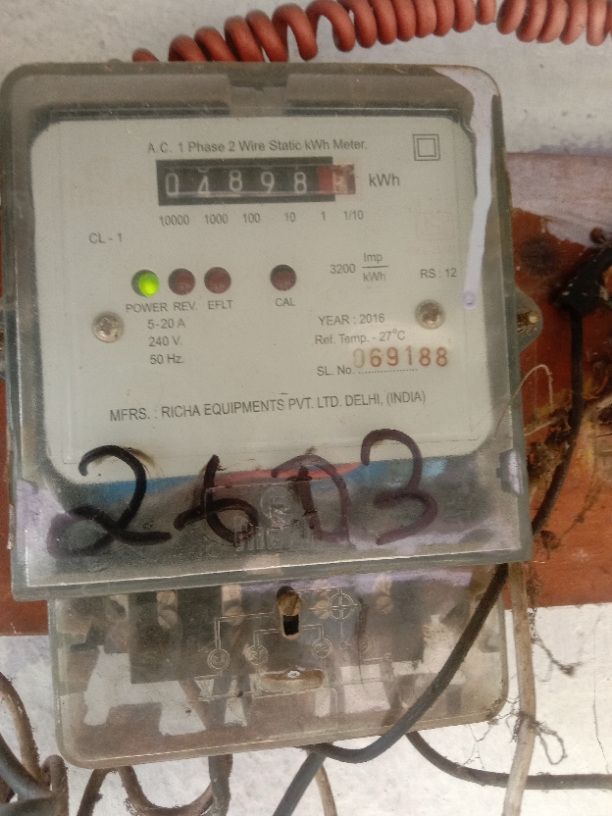 A.C. 1 Phase 2 Wire Static kWh Meter.
04898 kWh
10000 1000 100 10 1 1/10
CL - 1
3200 Imp/kWh
RS : 12
POWER REV. EFLT CAL
5-20 A
240 V.
50 Hz.
YEAR : 2016
Ref. Temp. - 27°C
SL. No. 069188
MFRS. : RICHA EQUIPMENTS PVT. LTD. DELHI, (INDIA)